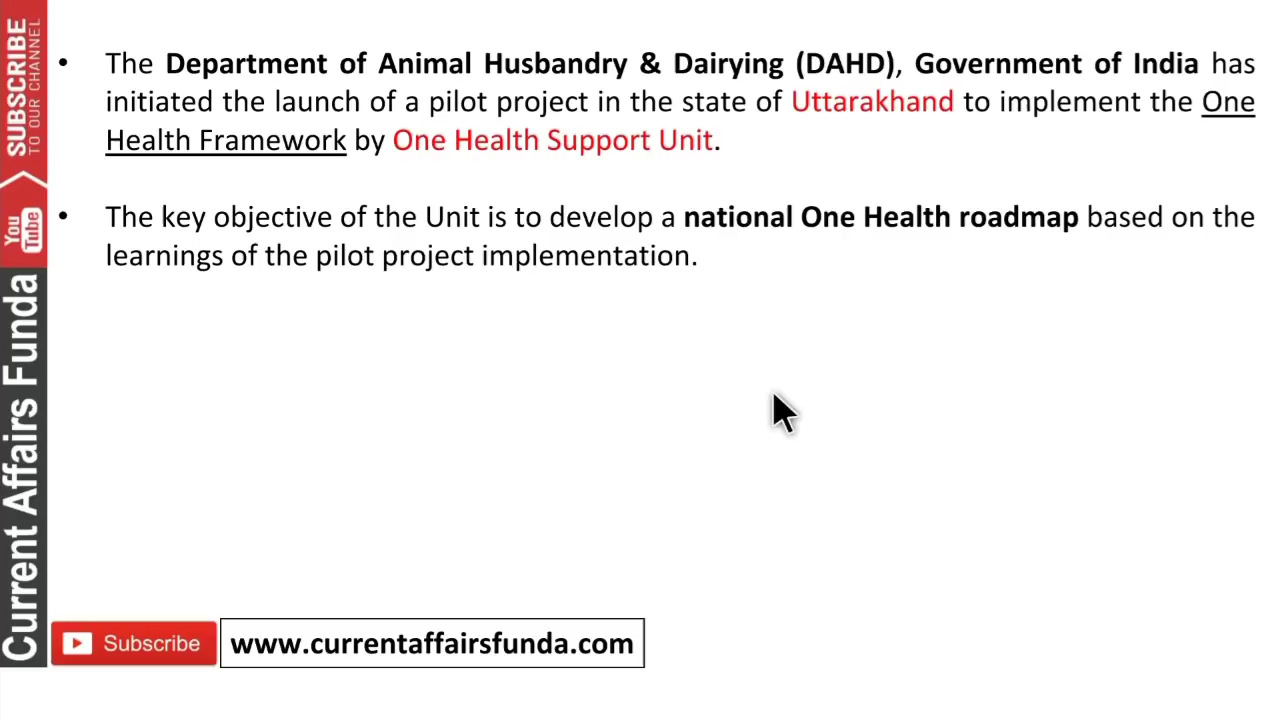 • The Department of Animal Husbandry & Dairying (DAHD), Government of India has
initiated the launch of a pilot project in the state of Uttarakhand to implement the One
Health Framework by One Health Support Unit.
• The key objective of the Unit is to develop a national One Health roadmap based on the
learnings of the pilot project implementation.
SUBSCRIBE
TO OUR CHANNEL
You
Tube
Current Affairs Funda
Subscribe
www.currentaffairsfunda.com